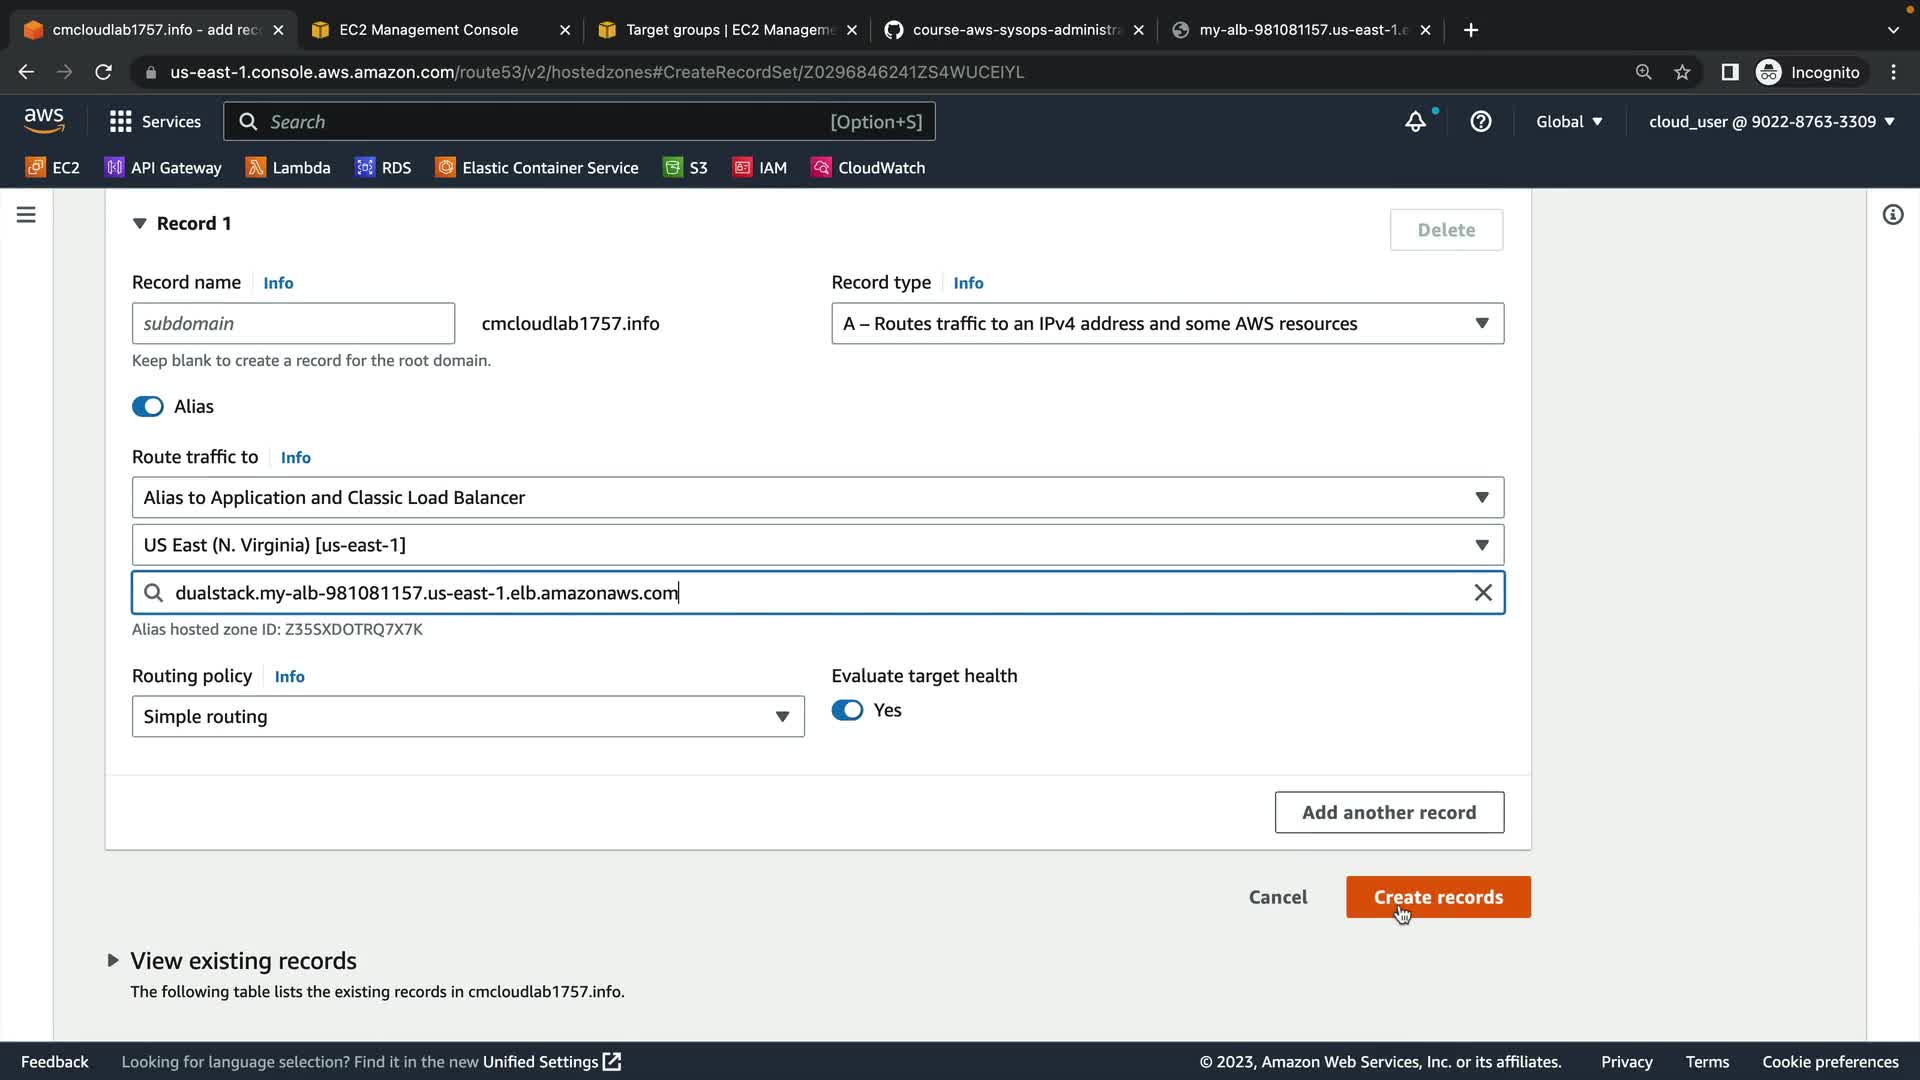 cmcloudlab1757.info - add rec
EC2 Management Console
Target groups | EC2 Manageme
course-aws-sysops-administra
my-alb-981081157.us-east-1.e
us-east-1.console.aws.amazon.com/route53/v2/hostedzones#CreateRecordSet/Z0296846241ZS4WUCEIYL
Incognito
aws
Services
Search
[Option+S]
Global
cloud_user @ 9022-8763-3309
EC2
API Gateway
Lambda
RDS
Elastic Container Service
S3
IAM
CloudWatch
Record 1
Delete
Record name
Info
Record type
Info
subdomain
cmcloudlab1757.info
A – Routes traffic to an IPv4 address and some AWS resources
Keep blank to create a record for the root domain.
Alias
Route traffic to
Info
Alias to Application and Classic Load Balancer
US East (N. Virginia) [us-east-1]
dualstack.my-alb-981081157.us-east-1.elb.amazonaws.com
Alias hosted zone ID: Z35SXDOTRQ7X7K
Routing policy
Info
Evaluate target health
Simple routing
Yes
Add another record
Cancel
Create records
View existing records
The following table lists the existing records in cmcloudlab1757.info.
Feedback
Looking for language selection? Find it in the new Unified Settings
© 2023, Amazon Web Services, Inc. or its affiliates.
Privacy
Terms
Cookie preferences